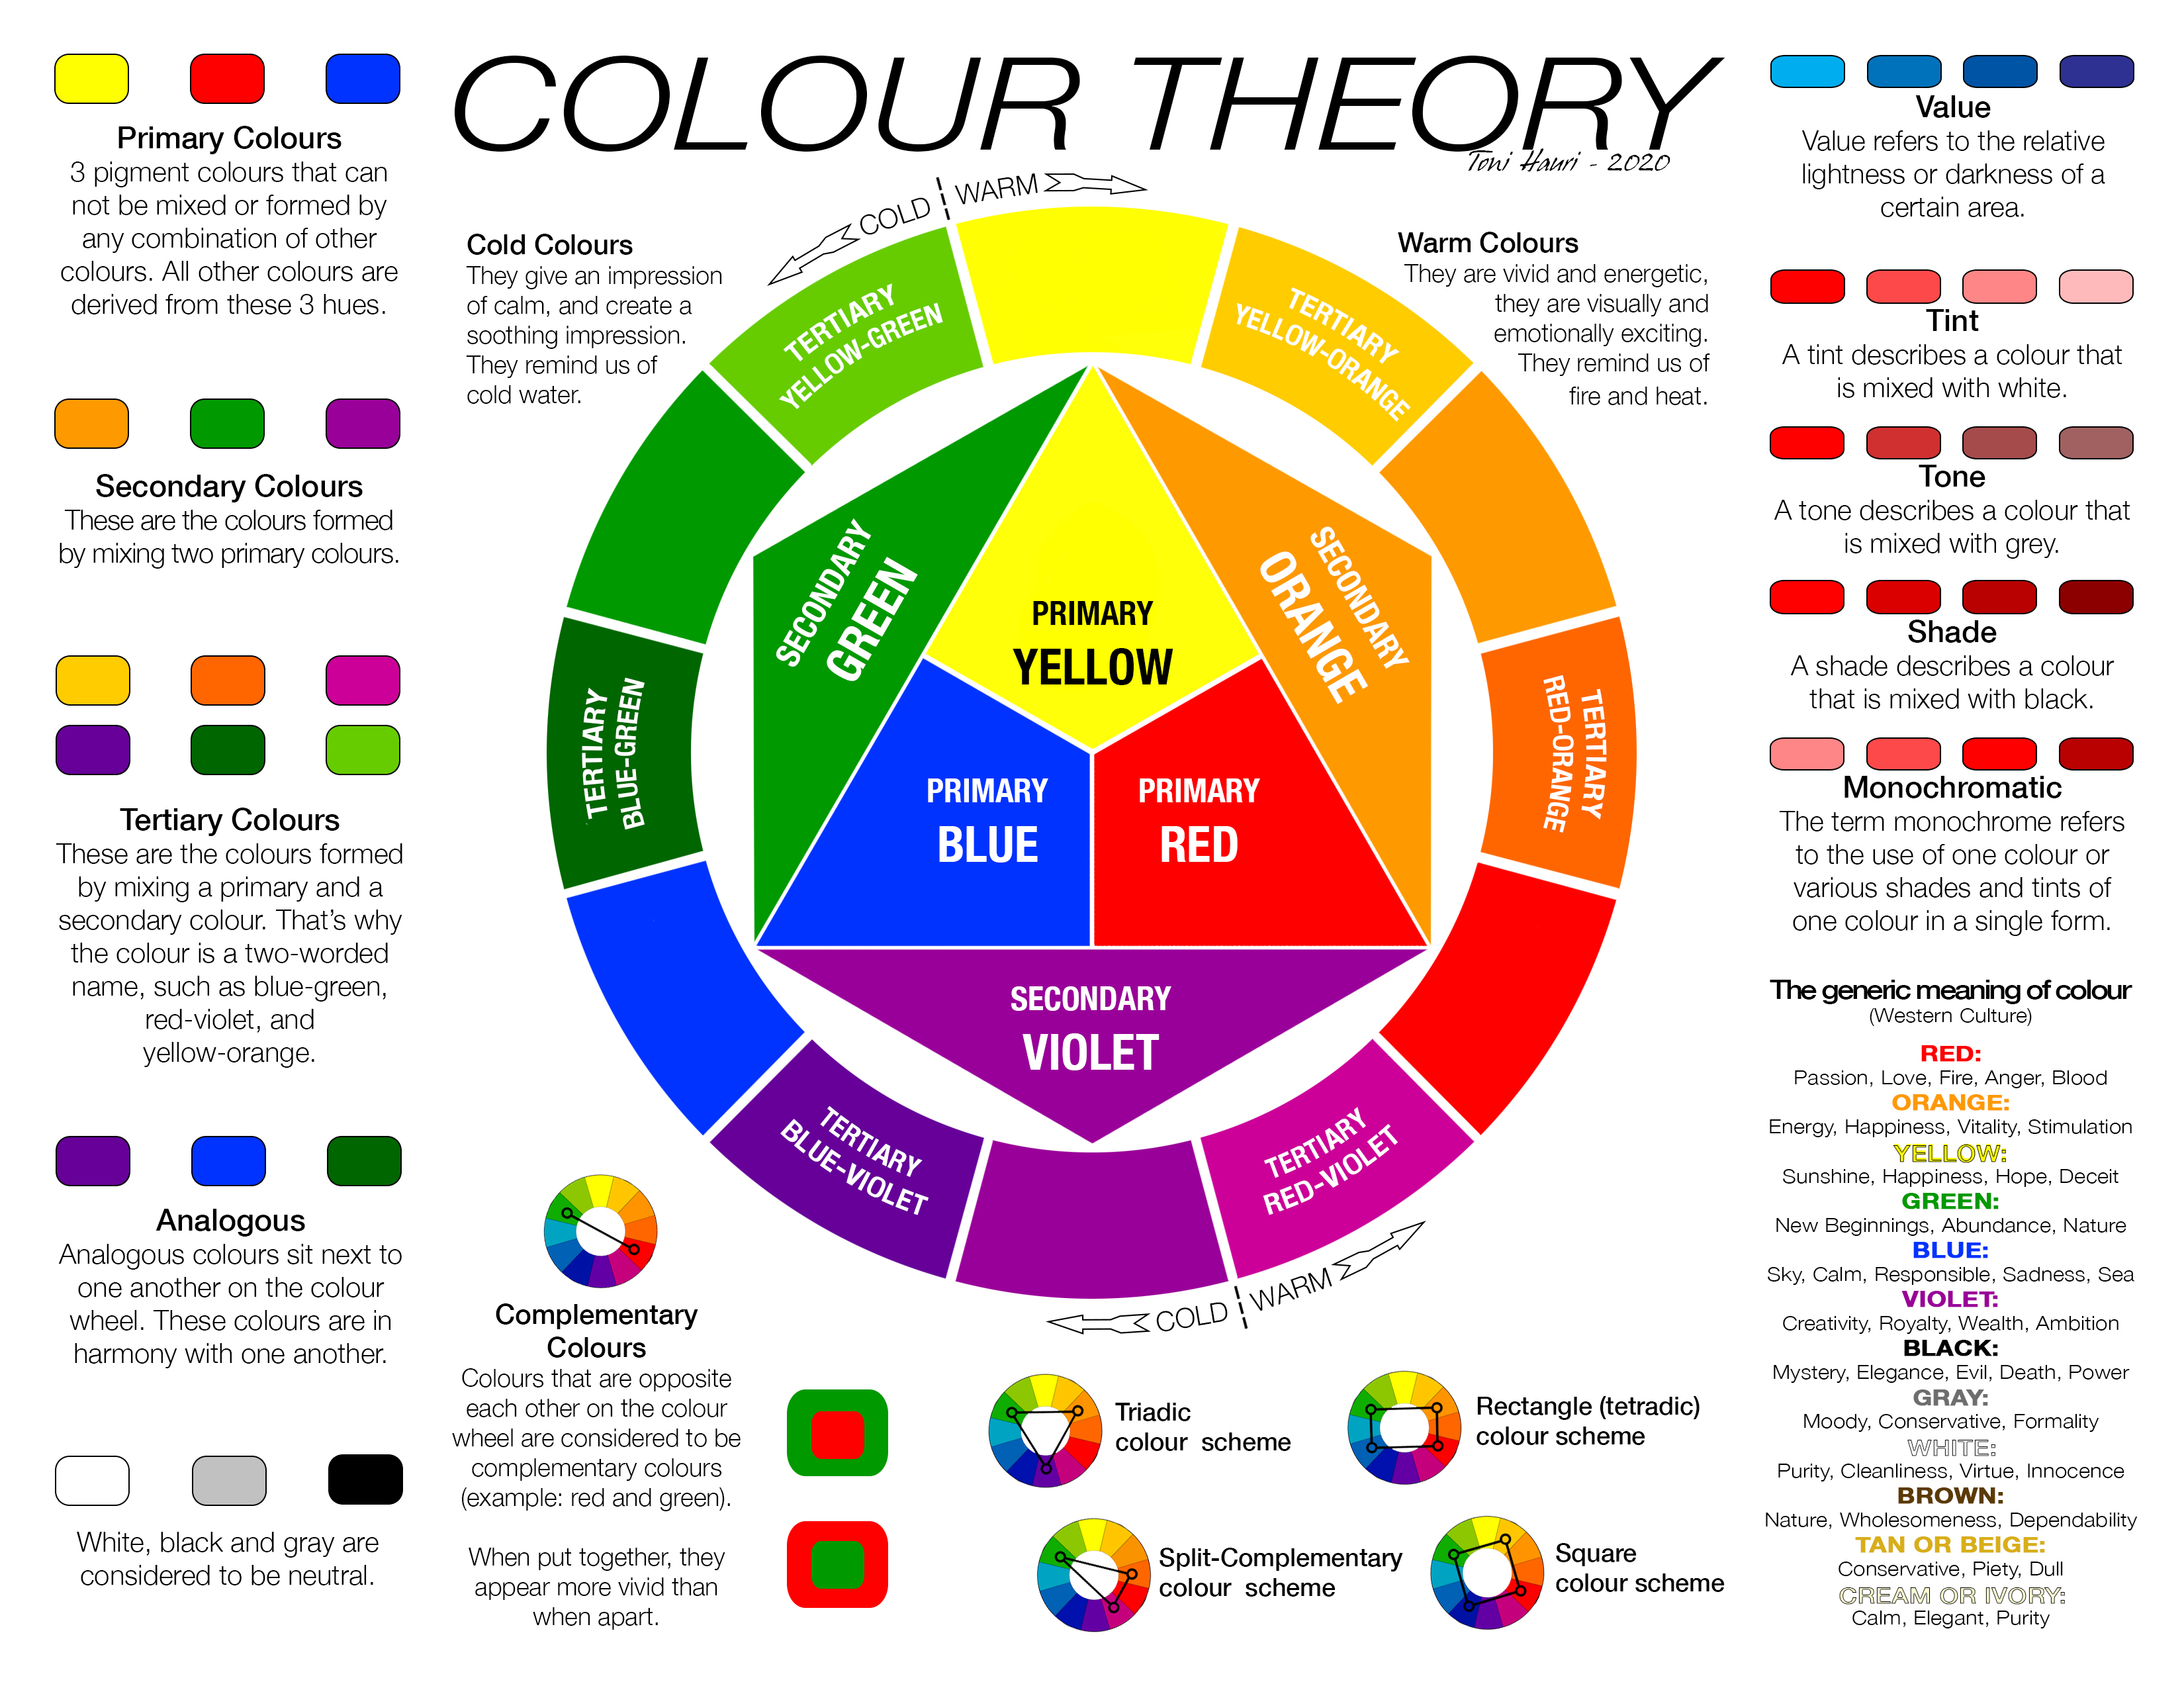 COLOUR THEORY
Toni Hauri - 2020
Primary Colours
3 pigment colours that can
not be mixed or formed by
any combination of other
colours. All other colours are
derived from these 3 hues.
Secondary Colours
These are the colours formed
by mixing two primary colours.
Tertiary Colours
These are the colours formed
by mixing a primary and a
secondary colour. That's why
the colour is a two-worded
name, such as blue-green,
red-violet, and
yellow-orange.
Analogous
Analogous colours sit next to
one another on the colour
wheel. These colours are in
harmony with one another.
White, black and gray are
considered to be neutral.
Cold Colours
They give an impression
of calm, and create a
soothing impression.
They remind us of
cold water.
COLD
WARM
Warm Colours
They are vivid and energetic,
they are visually and
emotionally exciting.
They remind us of
fire and heat.
TERTIARY
YELLOW-GREEN
TERTIARY
YELLOW-ORANGE
SECONDARY
GREEN
SECONDARY
ORANGE
PRIMARY
YELLOW
TERTIARY
BLUE-GREEN
TERTIARY
RED-ORANGE
PRIMARY
BLUE
PRIMARY
RED
SECONDARY
VIOLET
TERTIARY
BLUE-VIOLET
TERTIARY
RED-VIOLET
COLD
WARM
Complementary
Colours
Colours that are opposite
each other on the colour
wheel are considered to be
complementary colours
(example: red and green).
When put together, they
appear more vivid than
when apart.
Triadic
colour scheme
Rectangle (tetradic)
colour scheme
Split-Complementary
colour scheme
Square
colour scheme
Value
Value refers to the relative
lightness or darkness of a
certain area.
Tint
A tint describes a colour that
is mixed with white.
Tone
A tone describes a colour that
is mixed with grey.
Shade
A shade describes a colour
that is mixed with black.
Monochromatic
The term monochrome refers
to the use of one colour or
various shades and tints of
one colour in a single form.
The generic meaning of colour
(Western Culture)
RED:
Passion, Love, Fire, Anger, Blood
ORANGE:
Energy, Happiness, Vitality, Stimulation
YELLOW:
Sunshine, Happiness, Hope, Deceit
GREEN:
New Beginnings, Abundance, Nature
BLUE:
Sky, Calm, Responsible, Sadness, Sea
VIOLET:
Creativity, Royalty, Wealth, Ambition
BLACK:
Mystery, Elegance, Evil, Death, Power
GRAY:
Moody, Conservative, Formality
WHITE:
Purity, Cleanliness, Virtue, Innocence
BROWN:
Nature, Wholesomeness, Dependability
TAN OR BEIGE:
Conservative, Piety, Dull
CREAM OR IVORY:
Calm, Elegant, Purity